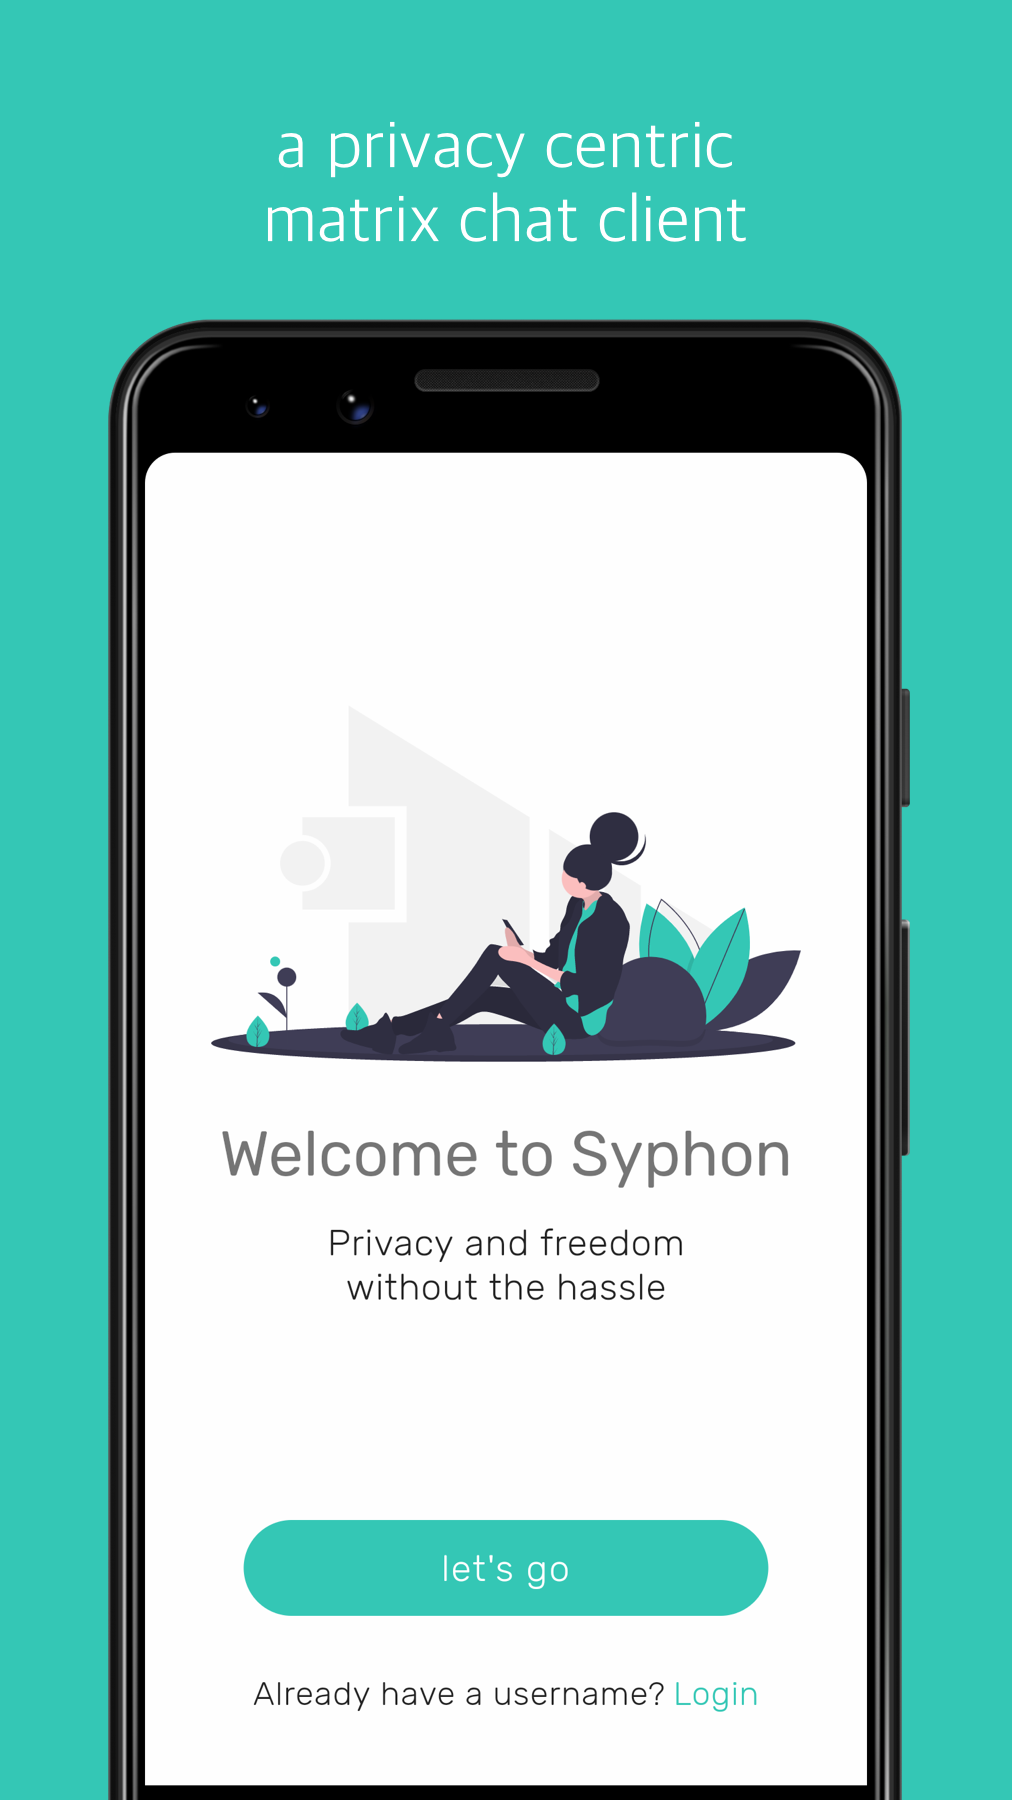 a privacy centric
matrix chat client
Welcome to Syphon
Privacy and freedom
without the hassle
let's go
Already have a username? Login